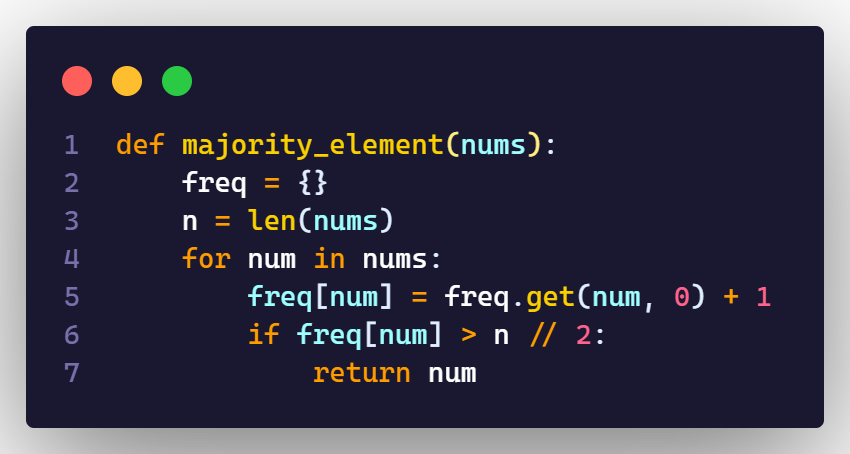 1 def majority_element(nums):
2     freq = {}
3     n = len(nums)
4     for num in nums:
5         freq[num] = freq.get(num, 0) + 1
6         if freq[num] > n // 2:
7             return num